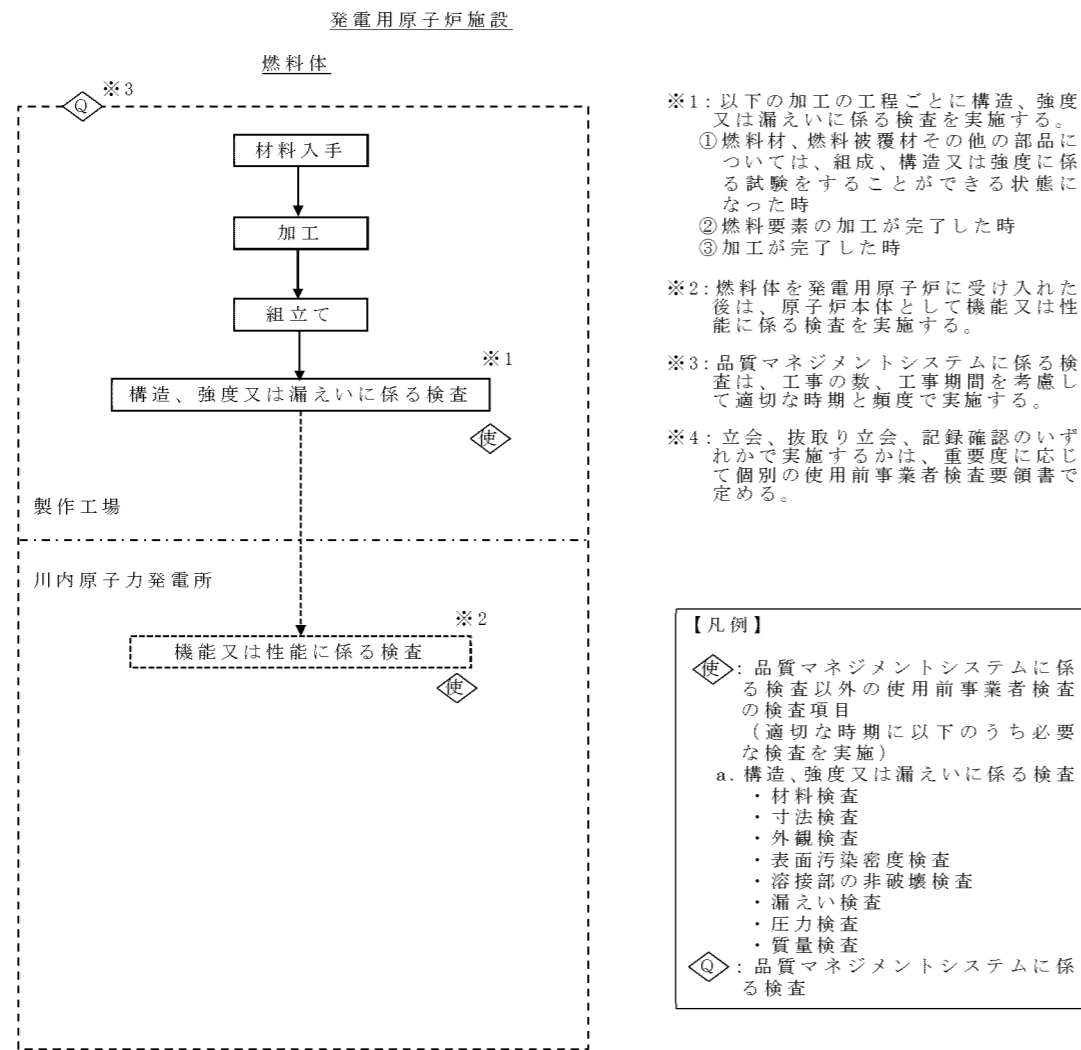 発電用原子炉施設
燃料体
Q
※3
材料入手
加工
組立て
※1
構造、強度又は漏えいに係る検査
使
製作工場
川内原子力発電所
※2
機能又は性能に係る検査
使
※1：以下の加工の工程ごとに構造、強度
又は漏えいに係る検査を実施する。
①燃料材、燃料被覆材その他の部品に
ついては、組成、構造又は強度に係
る試験をすることができる状態に
なった時
②燃料要素の加工が完了した時
③加工が完了した時
※2：燃料体を発電用原子炉に受け入れた
後は、原子炉本体として機能又は性
能に係る検査を実施する。
※3：品質マネジメントシステムに係る検
査は、工事の数、工事期間を考慮し
て適切な時期と頻度で実施する。
※4：立会、抜取り立会、記録確認のいず
れかで実施するかは、重要度に応じ
て個別の使用前事業者検査要領書で
定める。
【凡例】
使：品質マネジメントシステムに係
る検査以外の使用前事業者検査
の検査項目
（適切な時期に以下のうち必要
な検査を実施）
a.構造、強度又は漏えいに係る検査
・材料検査
・寸法検査
・外観検査
・表面汚染密度検査
・溶接部の非破壊検査
・漏えい検査
・圧力検査
・質量検査
Q：品質マネジメントシステムに係
る検査